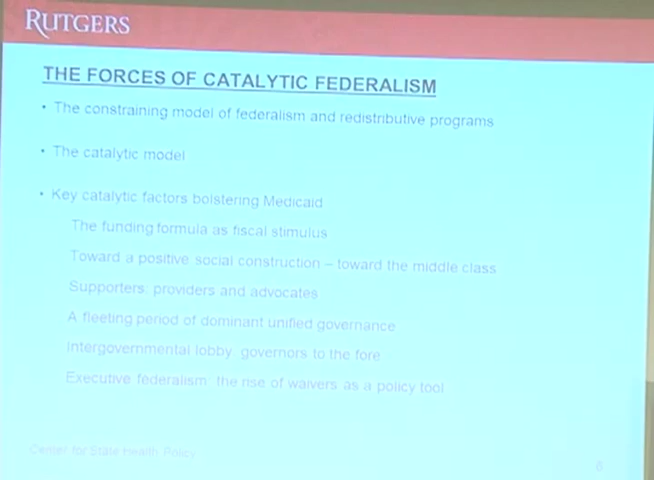 RUTGERS
THE FORCES OF CATALYTIC FEDERALISM
• The constraining model of federalism and redistributive programs
• The catalytic model
• Key catalytic factors bolstering Medicaid
The funding formula as fiscal stimulus
Toward a positive social construction – toward the middle class
Supporters: providers and advocates
A fleeting period of dominant unified governance
Intergovernmental lobby: governors to the fore
Executive federalism: the rise of waivers as a policy tool
Center for State Health Policy
6